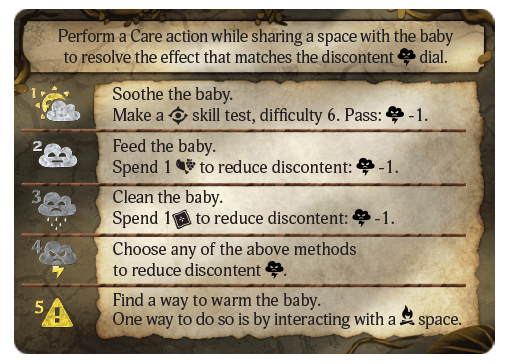 Perform a Care action while sharing a space with the baby
to resolve the effect that matches the discontent dial.
1
Soothe the baby.
Make a skill test, difficulty 6. Pass: -1.
2
Feed the baby.
Spend 1 to reduce discontent: -1.
3
Clean the baby.
Spend 1 to reduce discontent: -1.
4
Choose any of the above methods
to reduce discontent .
5
Find a way to warm the baby.
One way to do so is by interacting with a space.